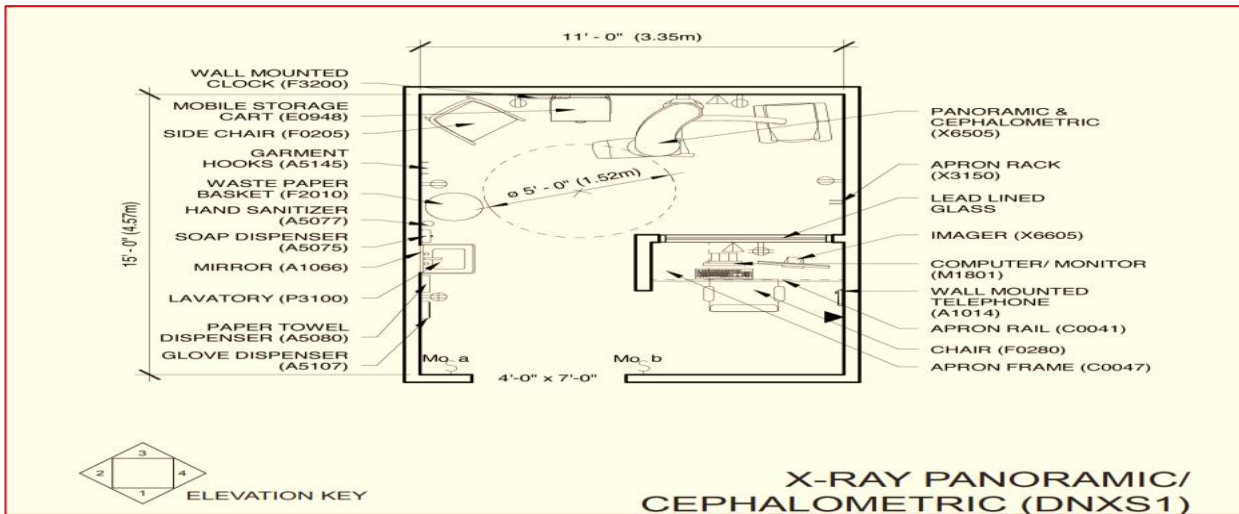 11' - 0" (3.35m)
WALL MOUNTED
CLOCK (F3200)
MOBILE STORAGE
CART (E0948)
SIDE CHAIR (F0205)
GARMENT
HOOKS (A5145)
WASTE PAPER
BASKET (F2010)
HAND SANITIZER
(A5077)
SOAP DISPENSER
(A5075)
MIRROR (A1066)
LAVATORY (P3100)
PAPER TOWEL
DISPENSER (A5080)
GLOVE DISPENSER
(A5107)
15'-0" (4.57m)
ø 5' - 0" (1.52m)
Mo a
Mo b
4'-0" x 7'-0"
PANORAMIC &
CEPHALOMETRIC
(X6505)
APRON RACK
(X3150)
LEAD LINED
GLASS
IMAGER (X6605)
COMPUTER/ MONITOR
(M1801)
WALL MOUNTED
TELEPHONE
(A1014)
APRON RAIL (C0041)
CHAIR (F0280)
APRON FRAME (C0047)
3
2
4
1
ELEVATION KEY
X-RAY PANORAMIC/
CEPHALOMETRIC (DNXS1)